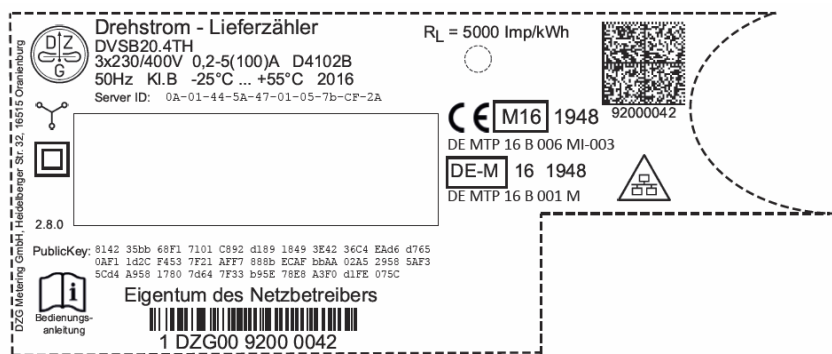 DZG Metering GmbH, Heidelberger Str. 32, 16515 Oranienburg
D Z
G
Drehstrom - Lieferzähler
DVSB20.4TH
3x230/400V 0,2-5(100)A D4102B
50Hz Kl.B -25°C ... +55°C 2016
Server ID: 0A-01-44-5A-47-01-05-7b-CF-2A
RL = 5000 Imp/kWh
92000042
CE M16 1948
DE MTP 16 B 006 MI-003
DE-M 16 1948
DE MTP 16 B 001 M
2.8.0
PublicKey: 8142 35bb 68F1 7101 C892 d189 1849 3E42 36C4 EAd6 d765
0AF1 1d2C F453 7F21 AFF7 888b ECAF bbAA 02A5 2958 5AF3
5Cd4 A958 1780 7d64 7F33 b95E 78E8 A3F0 d1FE 075C
i
Bedienungs-
anleitung
Eigentum des Netzbetreibers
1 DZG00 9200 0042